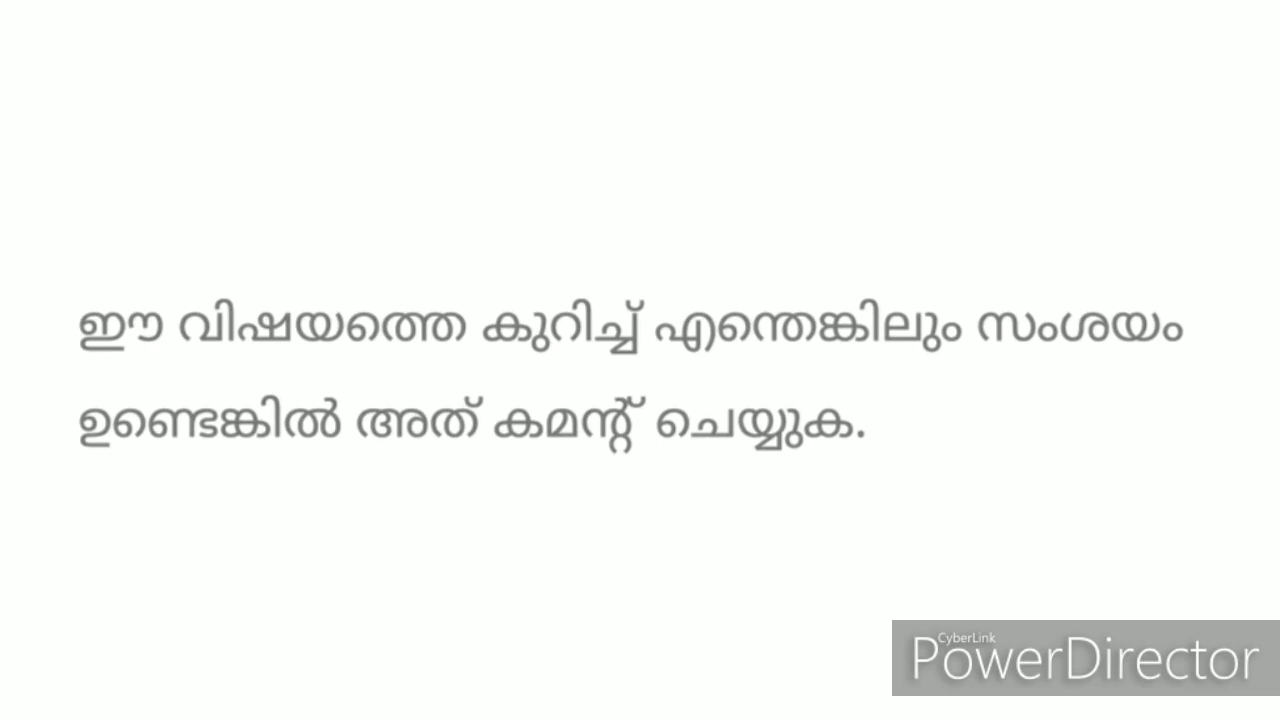 ഈ വിഷയത്തെ കുറിച്ച് എന്തെങ്കിലും സംശയം
ഉണ്ടെങ്കിൽ അത് കമന്റ് ചെയ്യുക.
CyberLink
PowerDirector